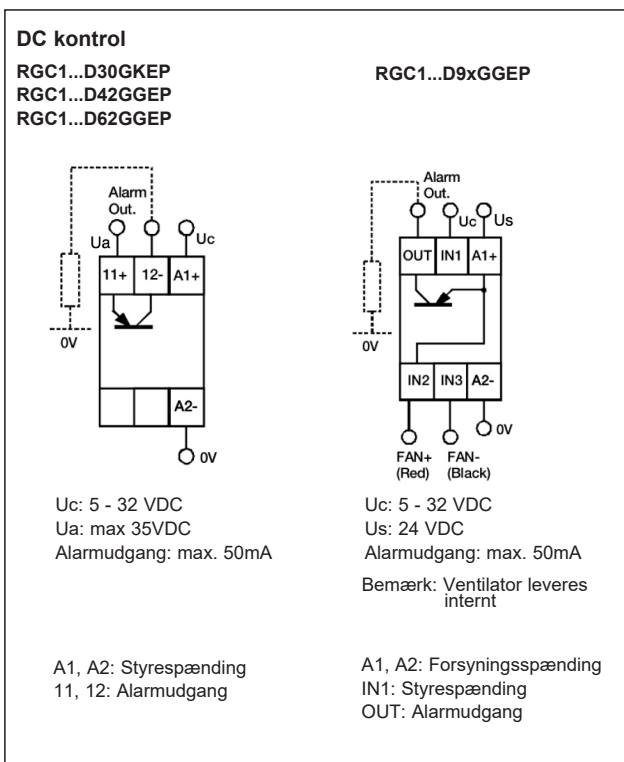 DC kontrol
RGC1...D30GKEP
RGC1...D42GGEP
RGC1...D62GGEP
RGC1...D9xGGEP
Alarm
Out.
Ua
Uc
11+ 12- A1+
0V
A2-
0V
Uc: 5 - 32 VDC
Ua: max 35VDC
Alarmudgang: max. 50mA
A1, A2: Styrespænding
11, 12: Alarmudgang
Alarm
Out.
Uc
Us
OUT IN1 A1+
0V
IN2 IN3 A2-
0V
FAN+ FAN-
(Red) (Black)
Uc: 5 - 32 VDC
Us: 24 VDC
Alarmudgang: max. 50mA
Bemærk: Ventilator leveres
internt
A1, A2: Forsyningsspænding
IN1: Styrespænding
OUT: Alarmudgang